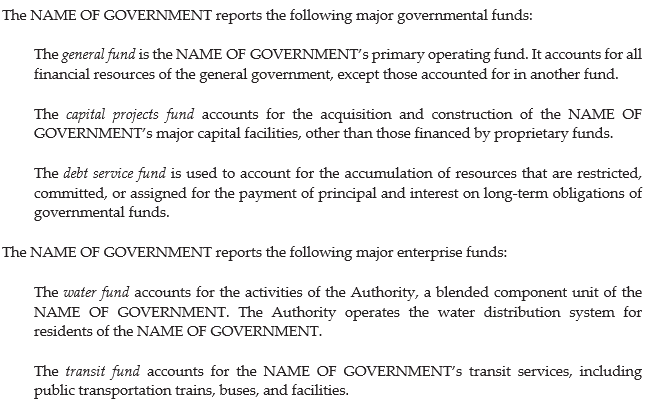 The NAME OF GOVERNMENT reports the following major governmental funds:
The general fund is the NAME OF GOVERNMENT's primary operating fund. It accounts for all
financial resources of the general government, except those accounted for in another fund.
The capital projects fund accounts for the acquisition and construction of the NAME OF
GOVERNMENT's major capital facilities, other than those financed by proprietary funds.
The debt service fund is used to account for the accumulation of resources that are restricted,
committed, or assigned for the payment of principal and interest on long-term obligations of
governmental funds.
The NAME OF GOVERNMENT reports the following major enterprise funds:
The water fund accounts for the activities of the Authority, a blended component unit of the
NAME OF GOVERNMENT. The Authority operates the water distribution system for
residents of the NAME OF GOVERNMENT.
The transit fund accounts for the NAME OF GOVERNMENT's transit services, including
public transportation trains, buses, and facilities.